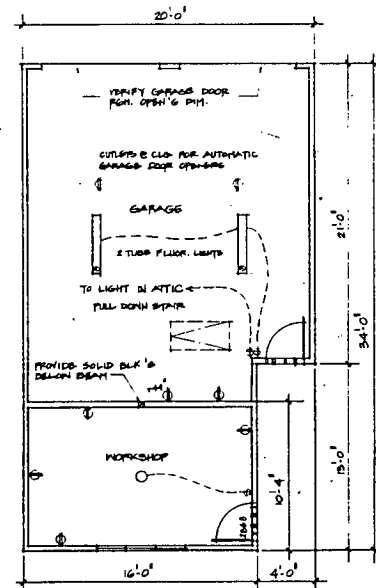 20'-0"
VERIFY GARAGE DOOR
RGH. OPEN'G DIM.
OUTLETS @ CLG FOR AUTOMATIC
GARAGE DOOR OPENERS
GARAGE
2 TUBE FLUOR. LIGHTS
TO LIGHT IN ATTIC
PULL DOWN STAIR
21'-0"
34'-0"
PROVIDE SOLID BLK'G
BELOW BEAM
WORKSHOP
10'-4"
13'-0"
2868
16'-0"
4'-0"